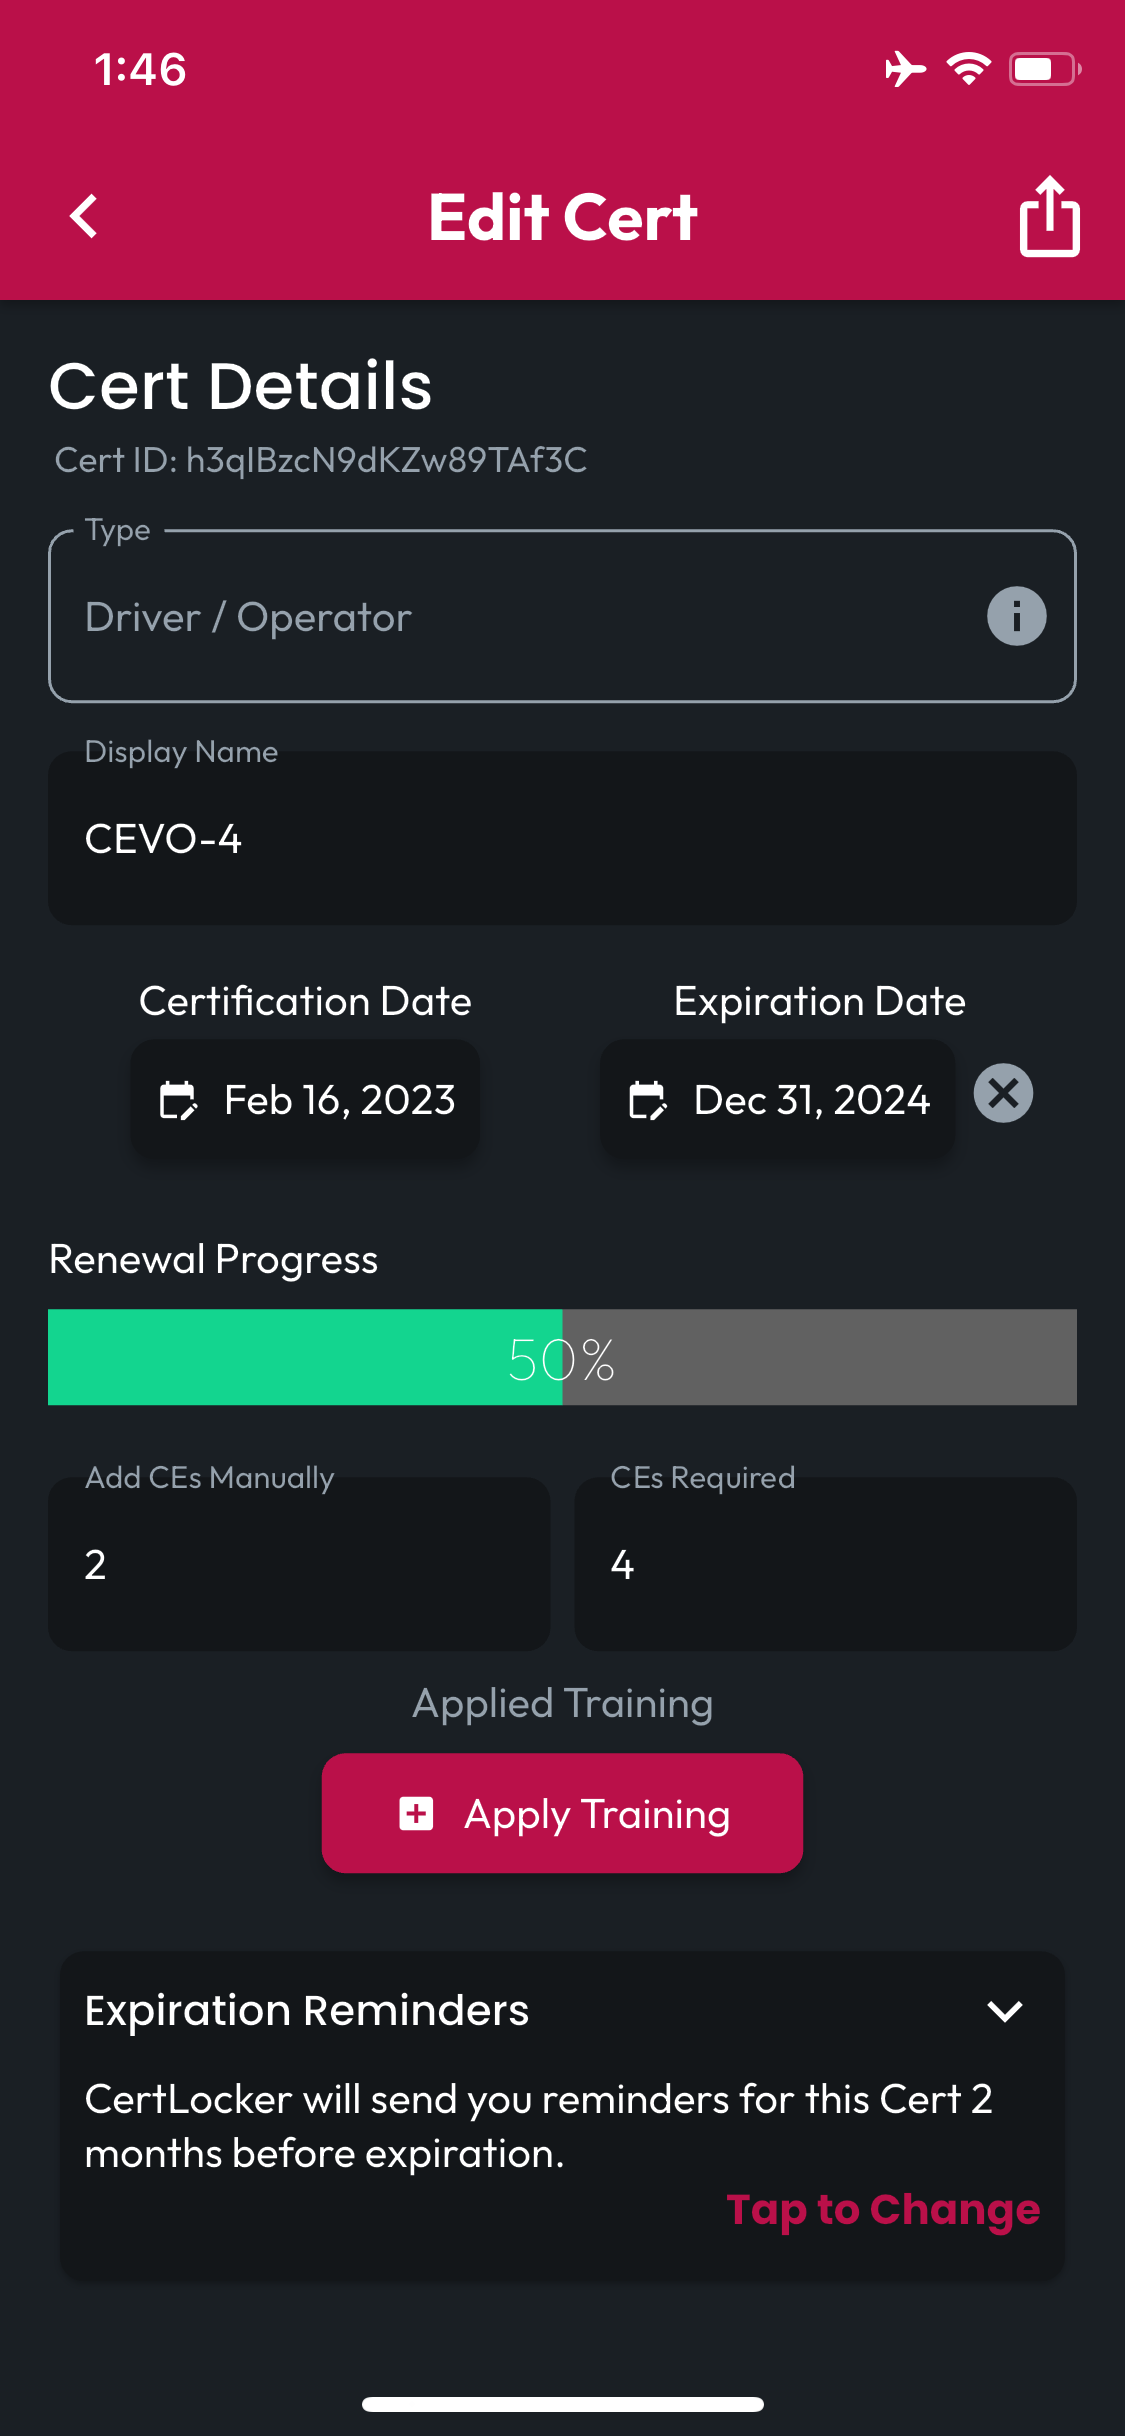 1:46
Edit Cert
Cert Details
Cert ID: h3qIBzcN9dKZw89TAf3C
Type
Driver / Operator
Display Name
CEVO-4
Certification Date
Expiration Date
Feb 16, 2023
Dec 31, 2024
Renewal Progress
50%
Add CEs Manually
CEs Required
2
4
Applied Training
Apply Training
Expiration Reminders
CertLocker will send you reminders for this Cert 2
months before expiration.
Tap to Change